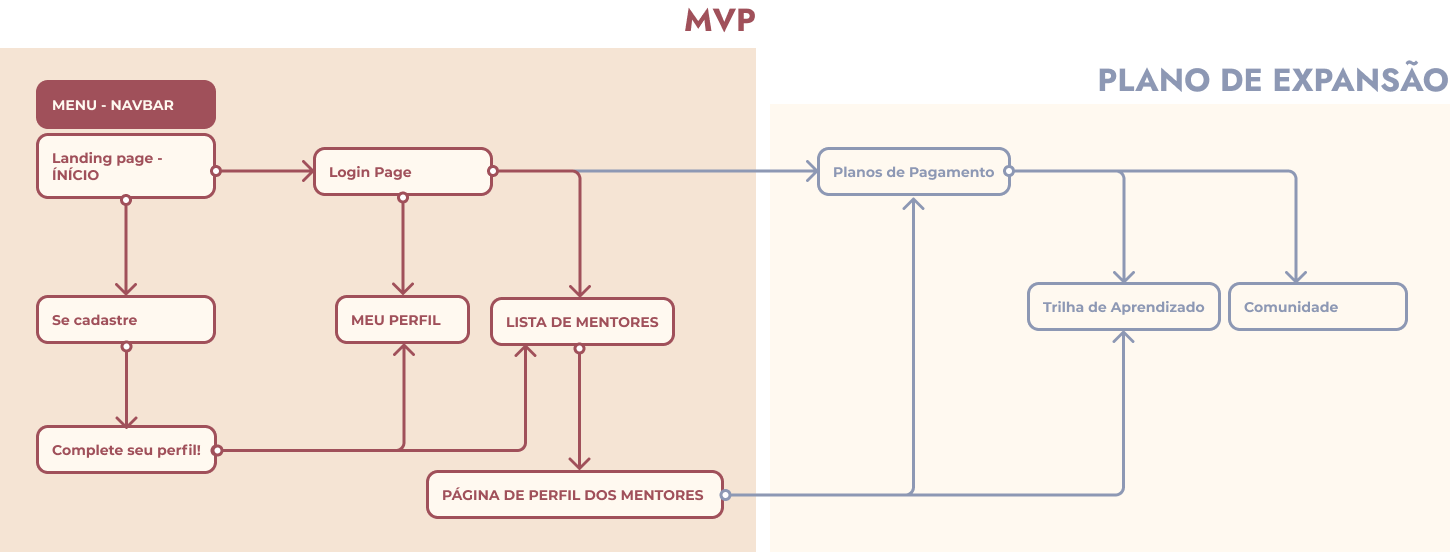 MVP
PLANO DE EXPANSÃO
MENU - NAVBAR
Landing page -
ÍNÍCIO
Login Page
Planos de Pagamento
Se cadastre
MEU PERFIL
LISTA DE MENTORES
Trilha de Aprendizado
Comunidade
Complete seu perfil!
PÁGINA DE PERFIL DOS MENTORES